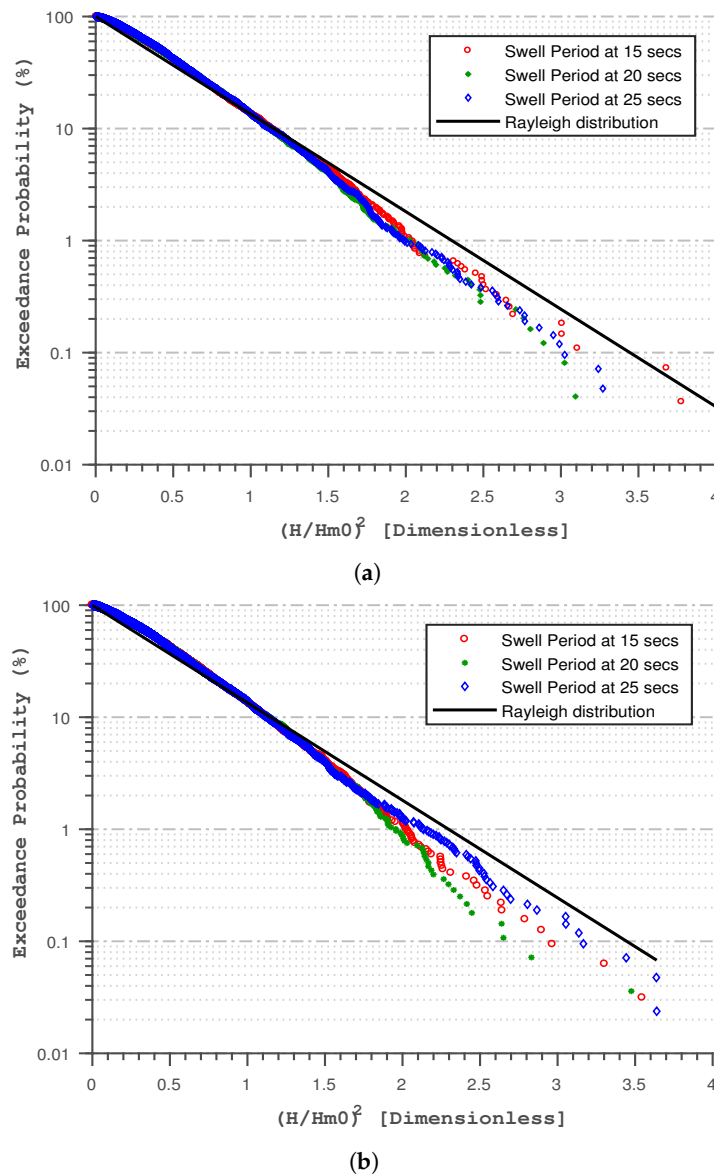 100
10
1
0.1
0.01
Exceedance Probability (%)
Swell Period at 15 secs
Swell Period at 20 secs
Swell Period at 25 secs
Rayleigh distribution
0 0.5 1 1.5 2 2.5 3 3.5 4
(H/Hm0)² [Dimensionless]
(a)
100
10
1
0.1
0.01
Exceedance Probability (%)
Swell Period at 15 secs
Swell Period at 20 secs
Swell Period at 25 secs
Rayleigh distribution
0 0.5 1 1.5 2 2.5 3 3.5 4
(H/Hm0)² [Dimensionless]
(b)